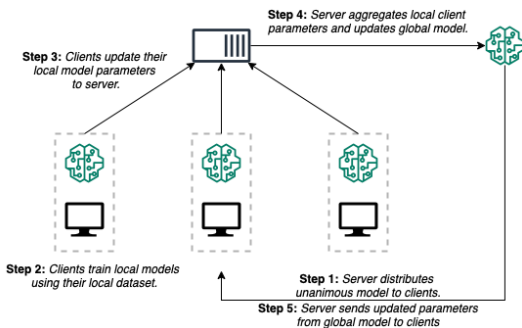 Step 4: Server aggregates local client
parameters and updates global model.
Step 3: Clients update their
local model parameters
to server.
Step 2: Clients train local models
using their local dataset.
Step 1: Server distributes
unanimous model to clients.
Step 5: Server sends updated parameters
from global model to clients